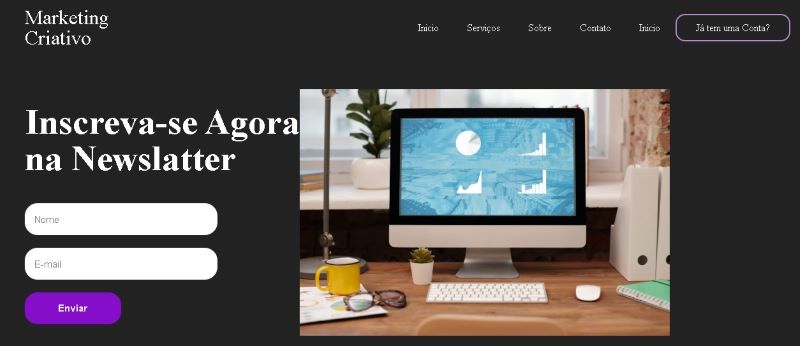 Marketing
Criativo
Inicio
Serviços
Sobre
Contato
Inicio
Já tem uma Conta?
Inscreva-se Agora
na Newslatter
Nome
E-mail
Enviar